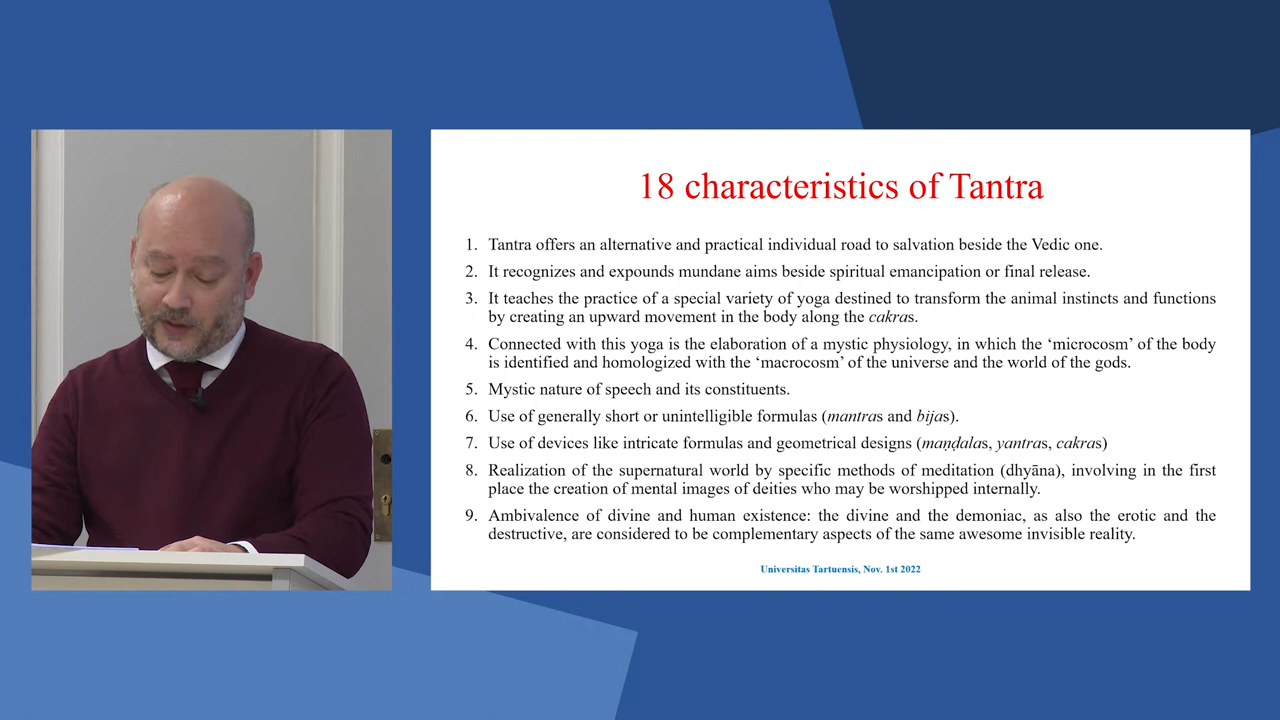 18 characteristics of Tantra
1. Tantra offers an alternative and practical individual road to salvation beside the Vedic one.
2. It recognizes and expounds mundane aims beside spiritual emancipation or final release.
3. It teaches the practice of a special variety of yoga destined to transform the animal instincts and functions
by creating an upward movement in the body along the cakras.
4. Connected with this yoga is the elaboration of a mystic physiology, in which the ‘microcosm’ of the body
is identified and homologized with the ‘macrocosm’ of the universe and the world of the gods.
5. Mystic nature of speech and its constituents.
6. Use of generally short or unintelligible formulas (mantras and bijas).
7. Use of devices like intricate formulas and geometrical designs (maṇḍalas, yantras, cakras)
8. Realization of the supernatural world by specific methods of meditation (dhyāna), involving in the first
place the creation of mental images of deities who may be worshipped internally.
9. Ambivalence of divine and human existence: the divine and the demoniac, as also the erotic and the
destructive, are considered to be complementary aspects of the same awesome invisible reality.
Universitas Tartuensis, Nov. 1st 2022